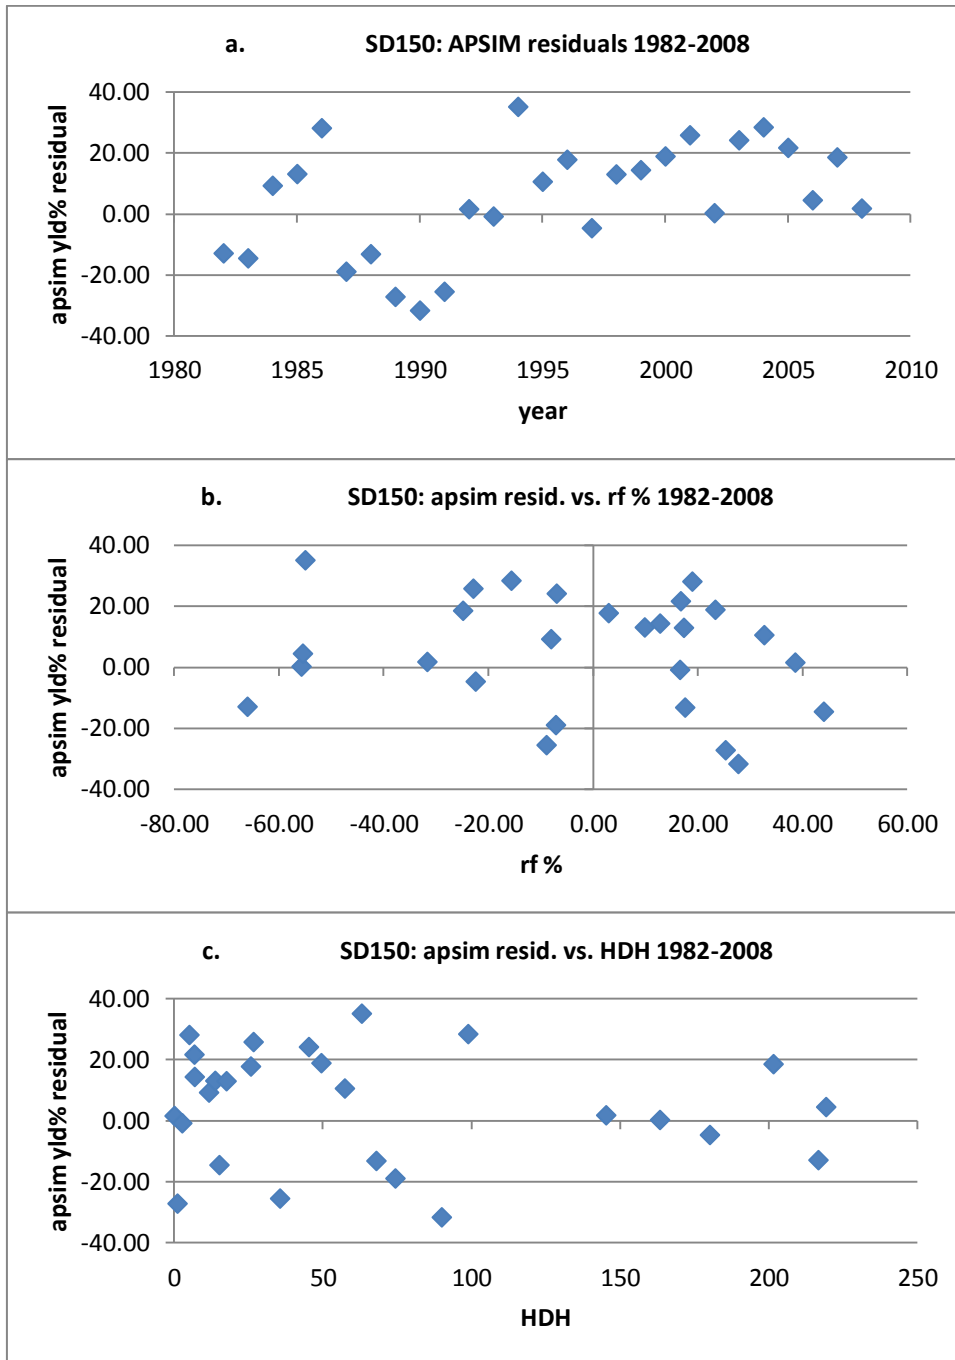 a. SD150: APSIM residuals 1982-2008
40.00
20.00
0.00
-20.00
-40.00
apsim yld% residual
1980 1985 1990 1995 2000 2005 2010
year
b. SD150: apsim resid. vs. rf % 1982-2008
40.00
20.00
0.00
-20.00
-40.00
apsim yld% residual
-80.00 -60.00 -40.00 -20.00 0.00 20.00 40.00 60.00
rf %
c. SD150: apsim resid. vs. HDH 1982-2008
40.00
20.00
0.00
-20.00
-40.00
apsim yld% residual
0 50 100 150 200 250
HDH